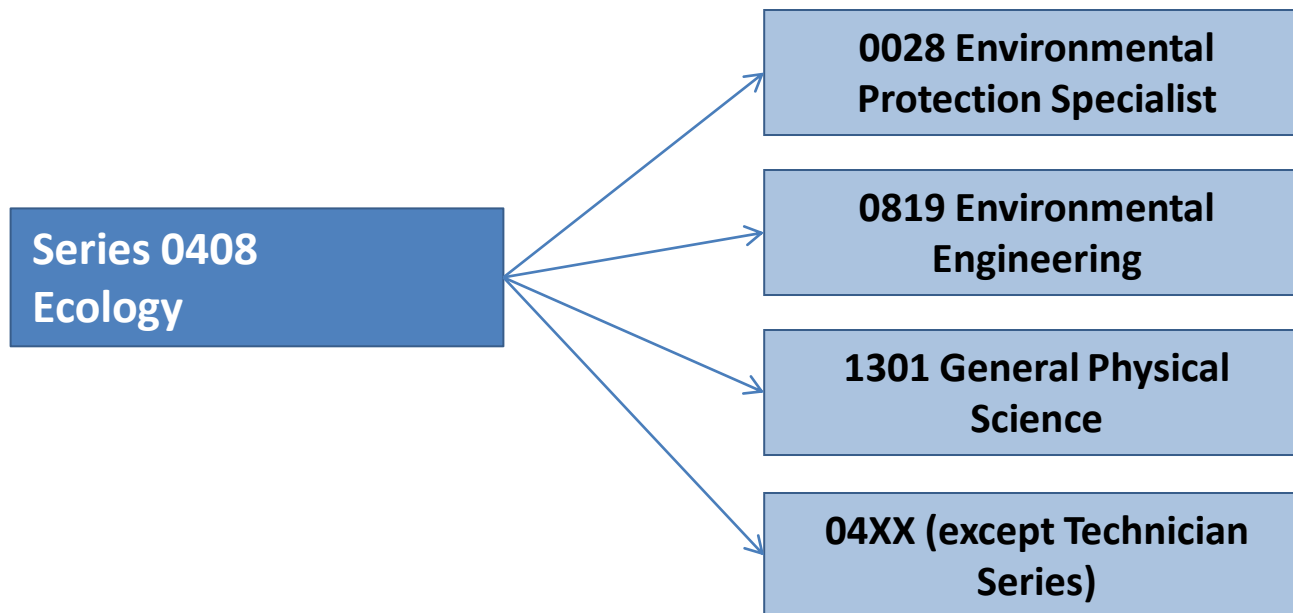 Series 0408
Ecology
0028 Environmental
Protection Specialist
0819 Environmental
Engineering
1301 General Physical
Science
04XX (except Technician
Series)